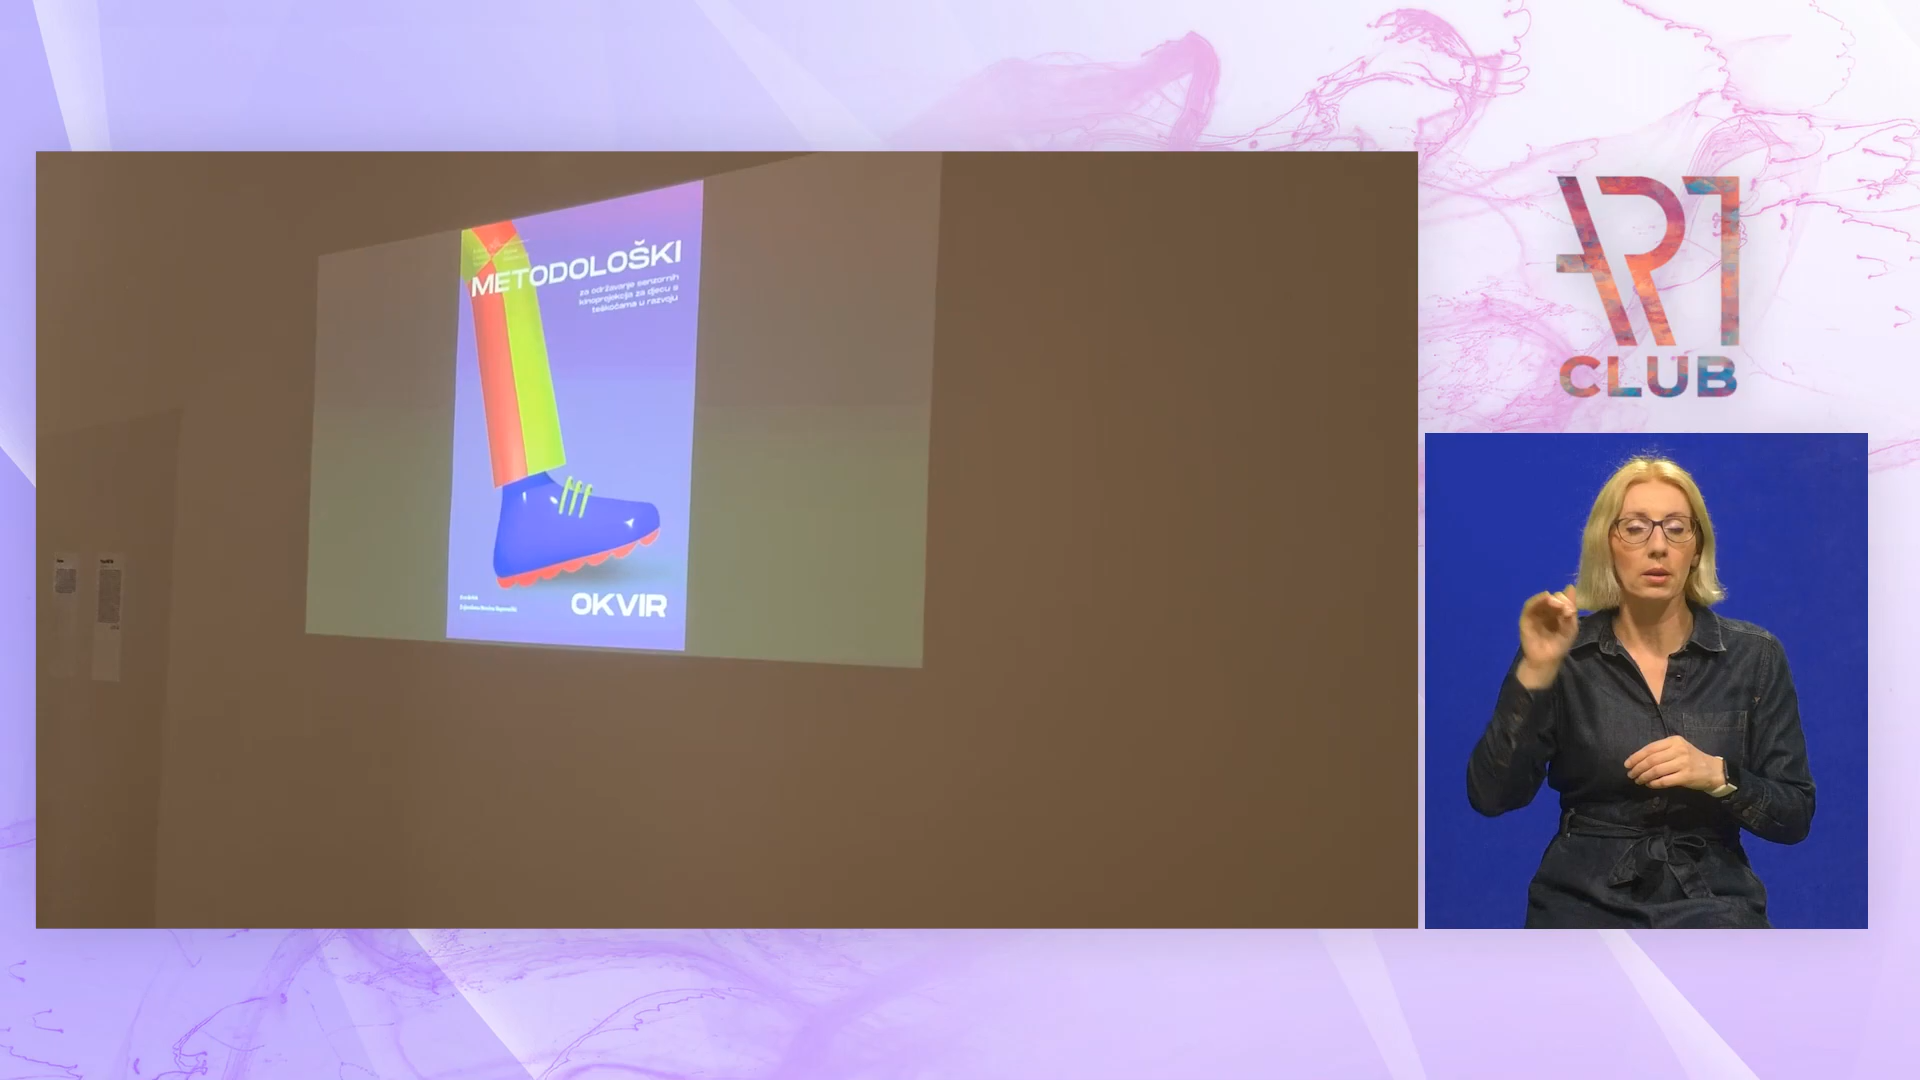 METODOLOŠKI
za održavanje senzornih
kinoprojekcija za djecu s
teškoćama u razvoju
OKVIR
ART
CLUB